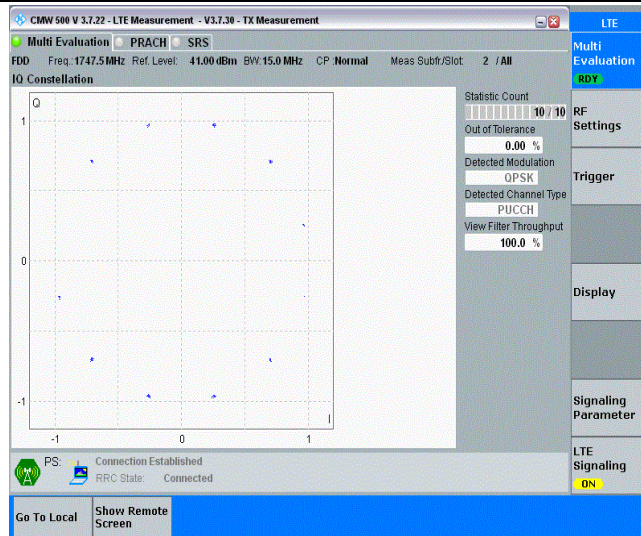 CMW 500 V 3.7.22 - LTE Measurement - V3.7.30 - TX Measurement
LTE
Multi Evaluation PRACH SRS
Multi
Evaluation
RDY
FDD Freq.:1747.5 MHz Ref. Level: 41.00 dBm BW:15.0 MHz CP :Normal Meas Subfr./Slot: 2 / All
IQ Constellation
Q
1
0
-1
-1
0
1
I
Statistic Count
10 / 10
Out of Tolerance
0.00 %
Detected Modulation
QPSK
Detected Channel Type
PUCCH
View Filter Throughput
100.0 %
RF
Settings
Trigger
Display
Signaling
Parameter
LTE
Signaling
ON
PS: Connection Established
RRC State: Connected
Go To Local
Show Remote
Screen